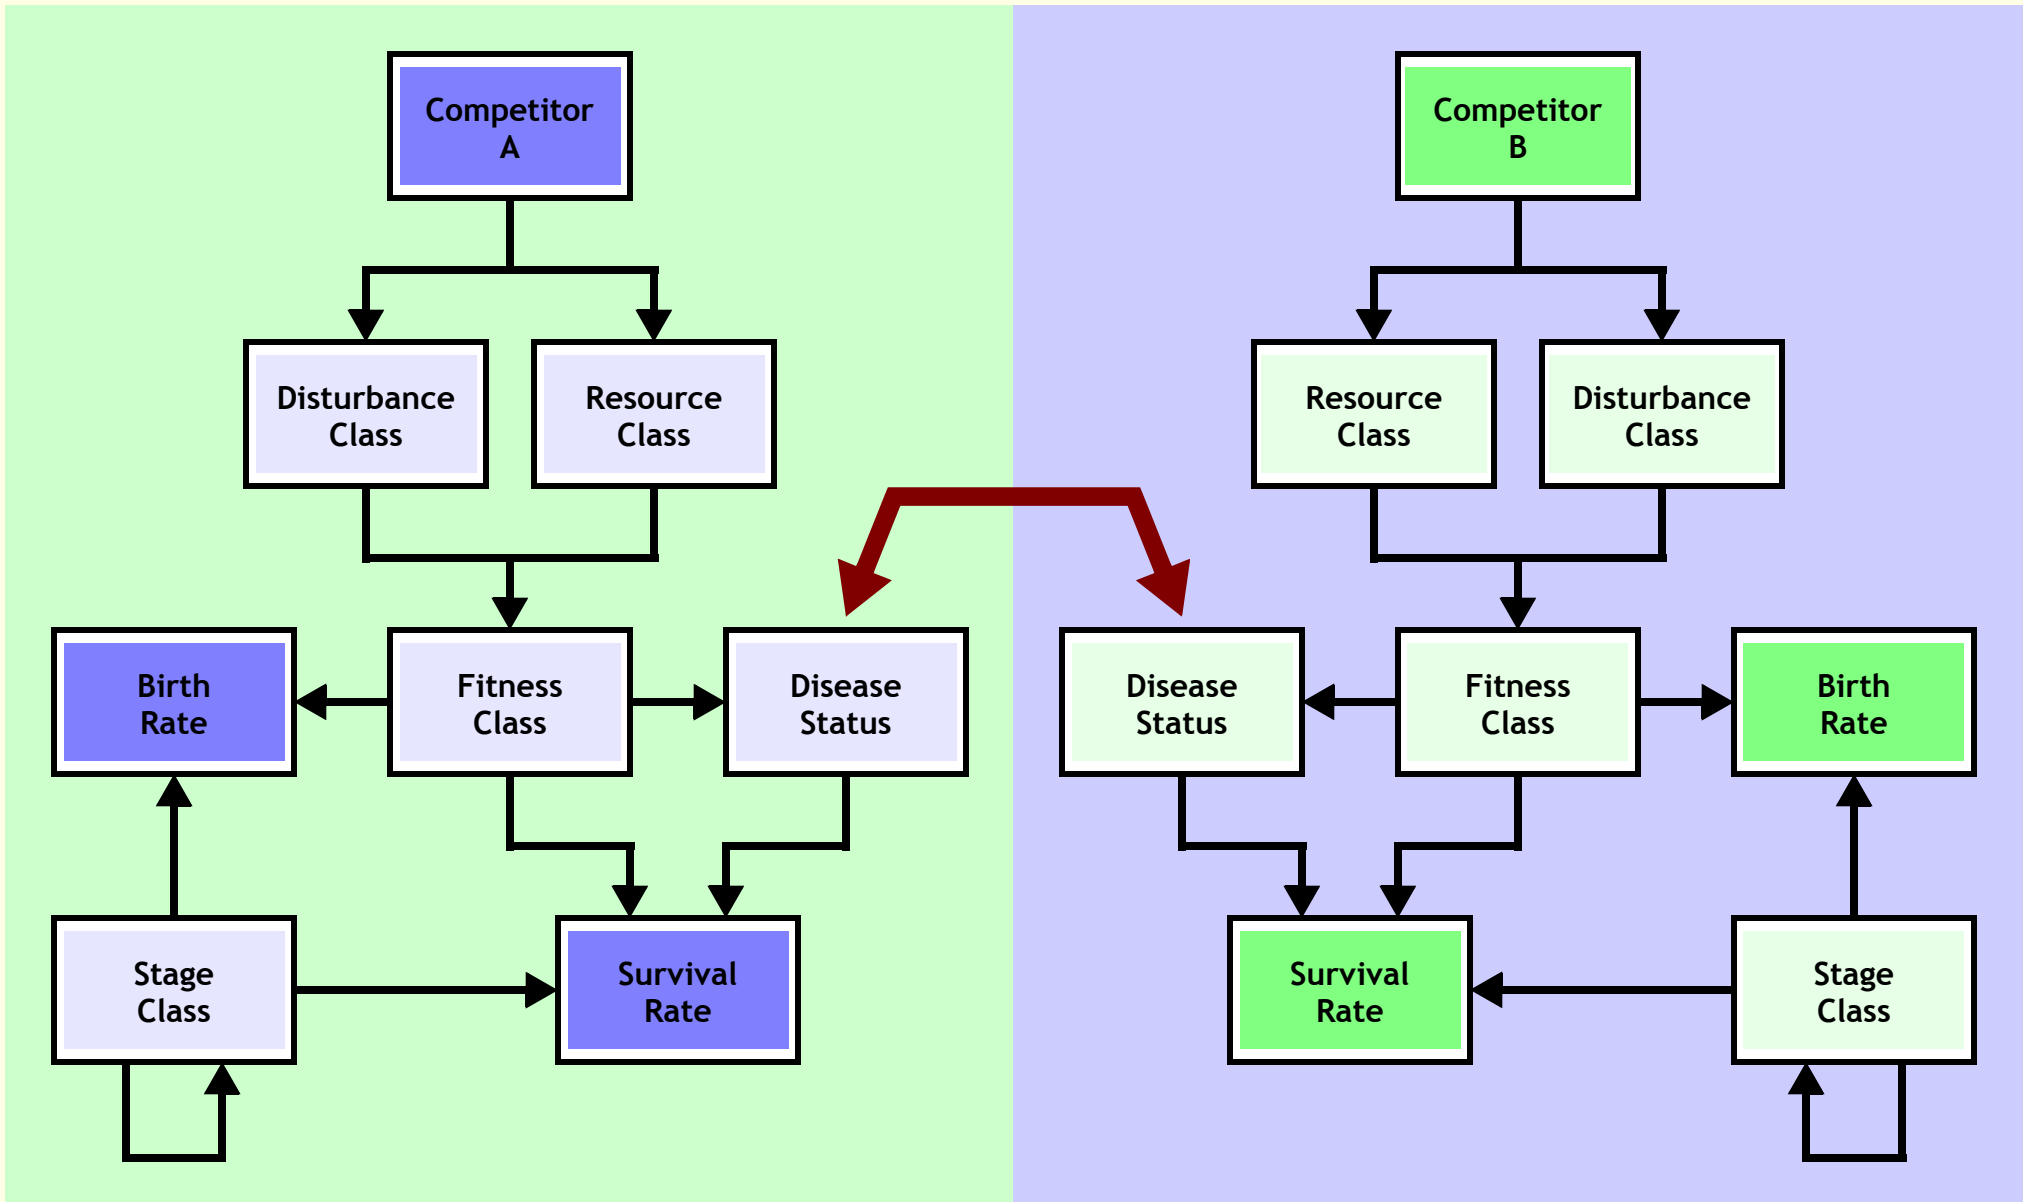 Competitor
A
Competitor
B
Disturbance
Class
Resource
Class
Resource
Class
Disturbance
Class
Birth
Rate
Fitness
Class
Disease
Status
Disease
Status
Fitness
Class
Birth
Rate
Stage
Class
Survival
Rate
Survival
Rate
Stage
Class